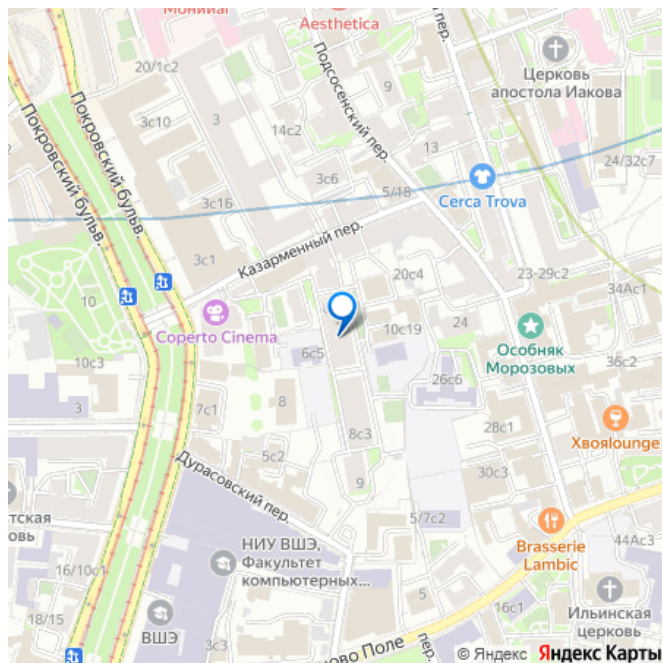 Монийаг
Aesthetica
пер.
20/1с2
3с10
3
14с2
Подсосенский пер.
9
13
Церковь
апостола Иакова
24/32с7
Покровский бульв.
Покровский бульв.
3с6
5/18
Cerca Trova
3с16
Казарменный пер.
3с1
20с4
23-29с2
34Ас1
10
Coperto Cinema
6с5
10с19
24
Особняк
Морозовых
36с2
10с3
3
7с1
8
26с6
28с1
Хвояlounge
8с3
5с2
9
30с3
Дурасовский пер.
5/7с2
Brasserie
Lambic
44Ас3
тская
овь
НИУ ВШЭ,
Факультет
компьютерных...
16/10с1
18/15
ВШЭ
3с3
5
16с1
Ильинская
церковь
ново Поле
пер.
© Яндекс Яндекс Карты